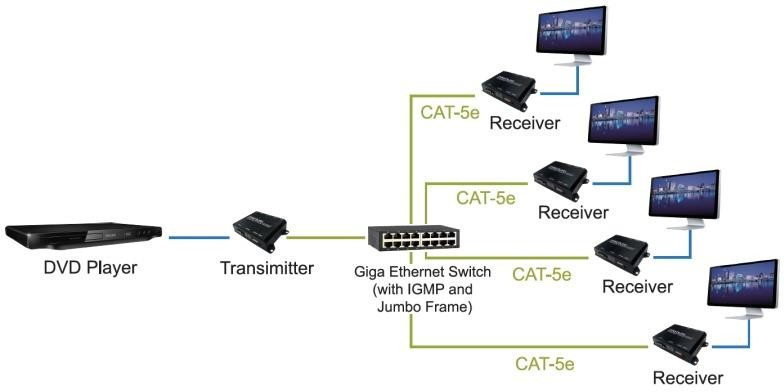 CAT-5e
Receiver
CAT-5e
Receiver
DVD Player
Transimitter
Giga Ethernet Switch
(with IGMP and
Jumbo Frame)
CAT-5e
Receiver
CAT-5e
Receiver